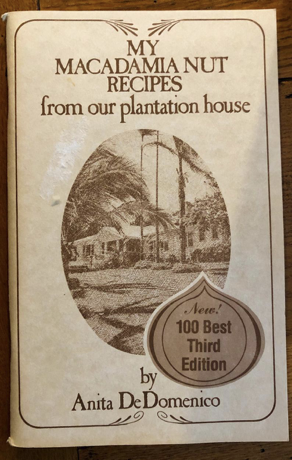 MY
MACADAMIA NUT
RECIPES
from our plantation house
New!
100 Best
Third
Edition
by
Anita DeDomenico